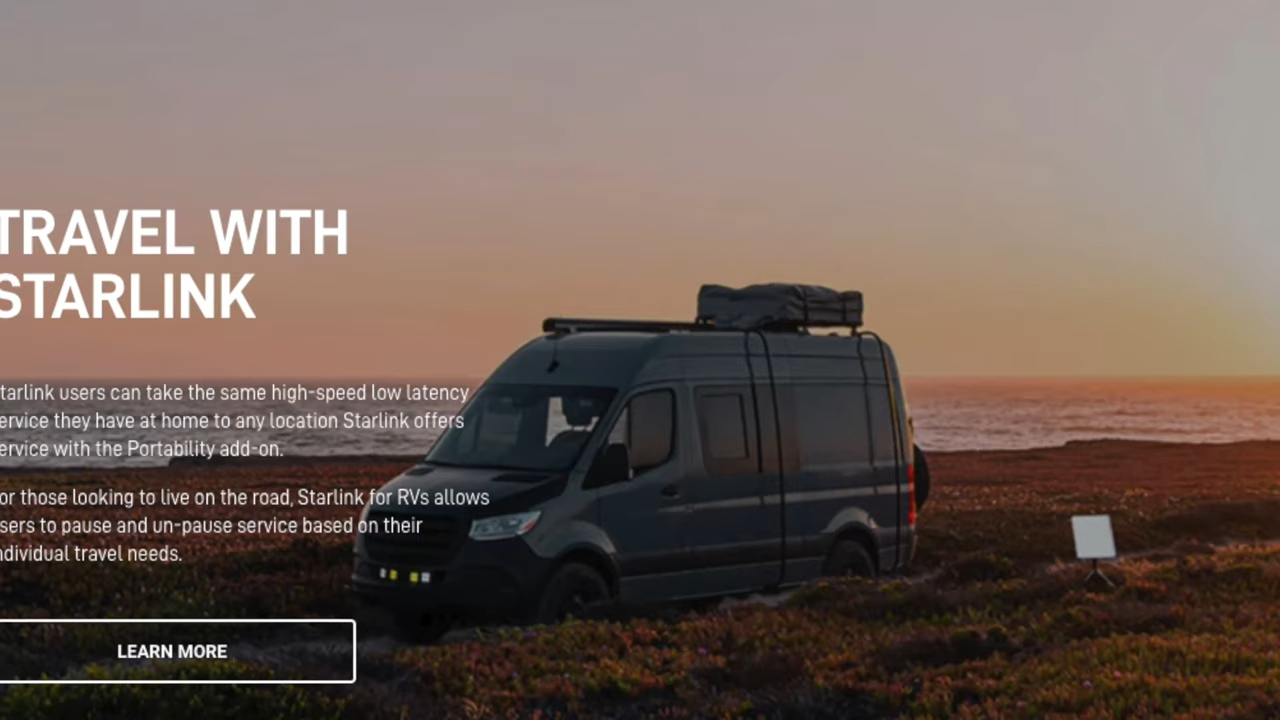 TRAVEL WITH
STARLINK
tarlink users can take the same high-speed low latency
ervice they have at home to any location Starlink offers
ervice with the Portability add-on.
or those looking to live on the road, Starlink for RVs allows
sers to pause and un-pause service based on their
ndividual travel needs.
LEARN MORE